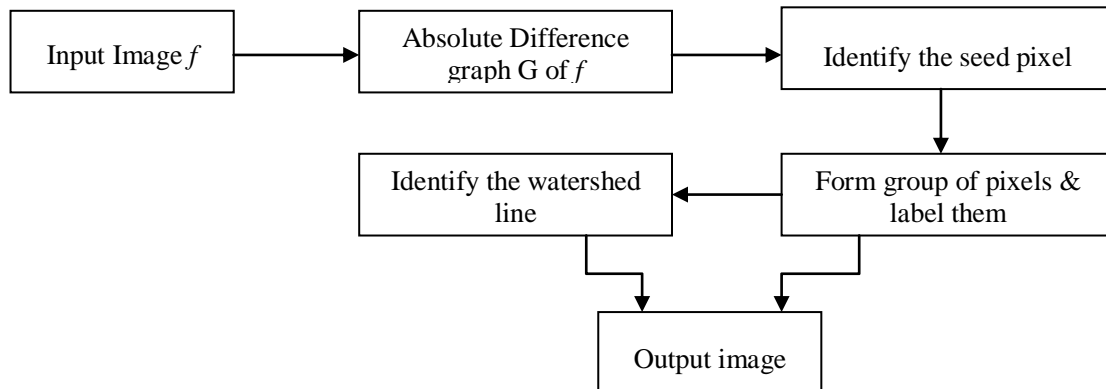 Input Image f
Absolute Difference
graph G of f
Identify the seed pixel
Identify the watershed
line
Form group of pixels &
label them
Output image